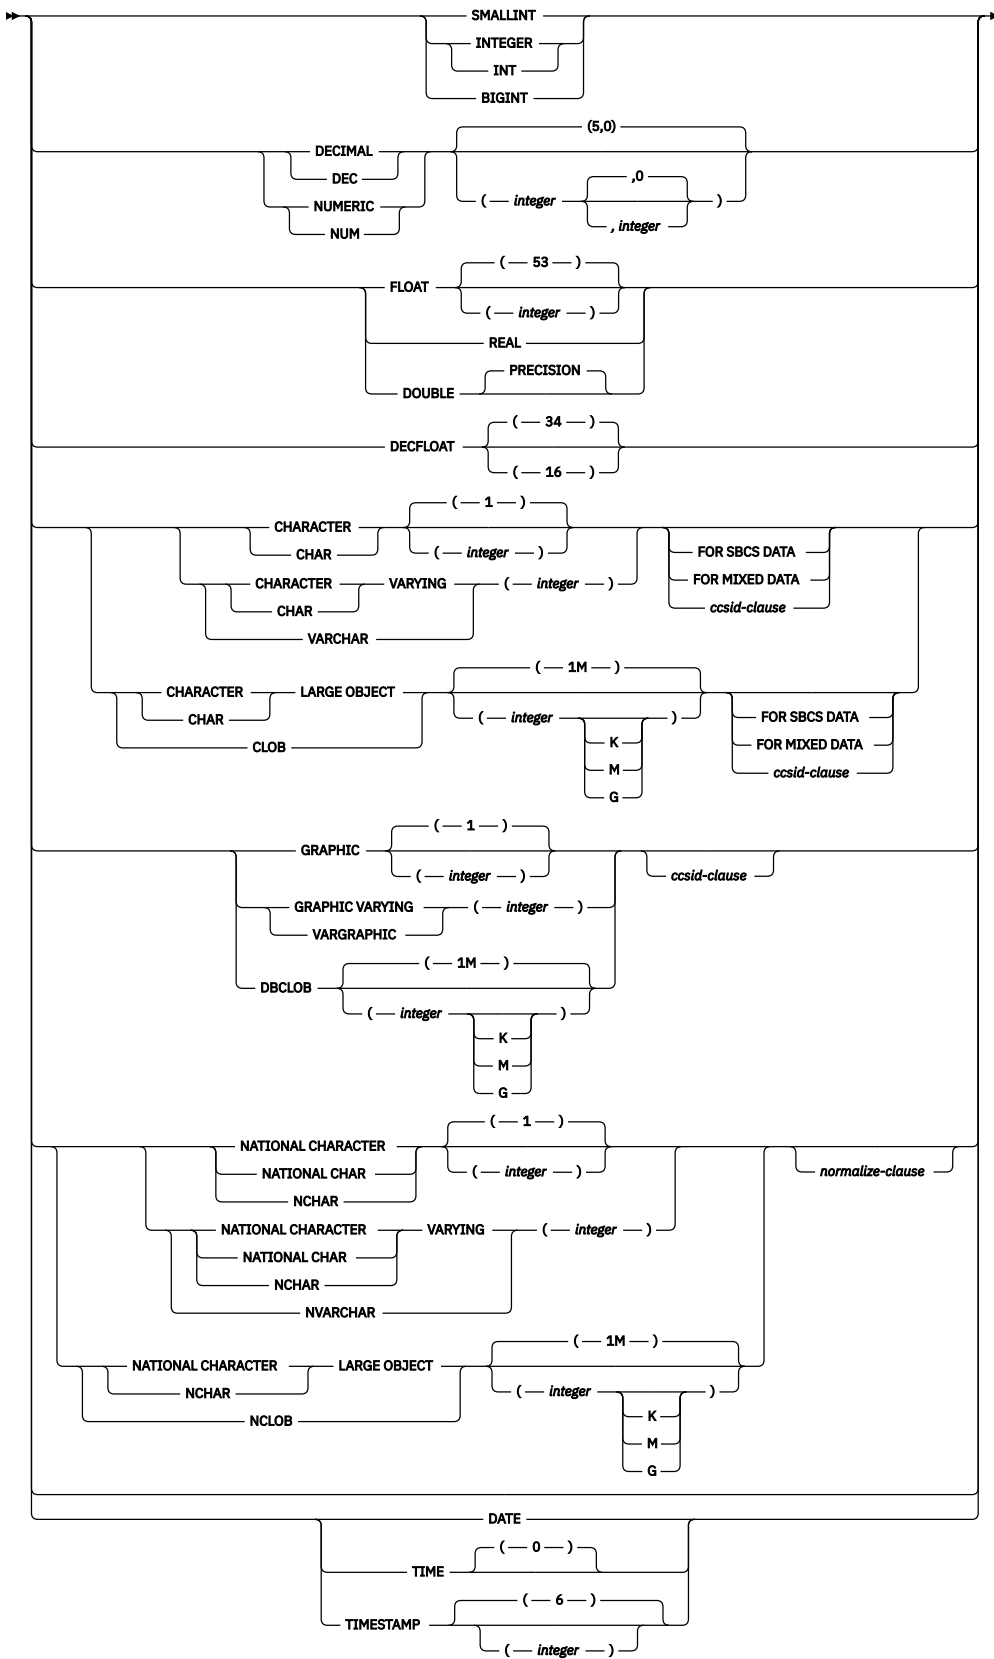 SMALLINT
INTEGER
INT
BIGINT
(5,0)
DECIMAL
DEC
,0
( integer )
NUMERIC
, integer
NUM
( 53 )
FLOAT
( integer )
REAL
PRECISION
DOUBLE
( 34 )
DECFLOAT
( 16 )
( 1 )
CHARACTER
CHAR ( integer ) FOR SBCS DATA
CHARACTER VARYING ( integer ) FOR MIXED DATA
CHAR ccsid-clause
VARCHAR
( 1M )
CHARACTER LARGE OBJECT
CHAR ( integer ) FOR SBCS DATA
CLOB K FOR MIXED DATA
M ccsid-clause
G
( 1 )
GRAPHIC
( integer ) ccsid-clause
GRAPHIC VARYING ( integer )
VARGRAPHIC
( 1M )
DBCLOB
( integer )
K
M
G
( 1 )
NATIONAL CHARACTER
NATIONAL CHAR ( integer ) normalize-clause
NCHAR
NATIONAL CHARACTER VARYING ( integer )
NATIONAL CHAR
NCHAR
NVARCHAR
( 1M )
NATIONAL CHARACTER LARGE OBJECT
NCHAR ( integer )
NCLOB K
M
G
DATE
( 0 )
TIME
( 6 )
TIMESTAMP
( integer )